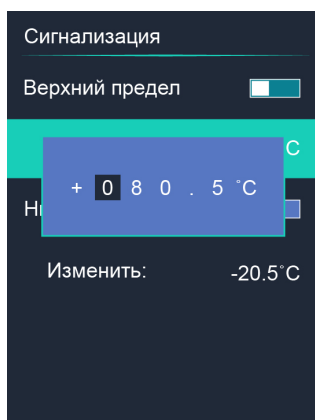 Сигнализация
Верхний предел
С
+ 0 8 0 . 5 °C
Изменить: -20.5°C